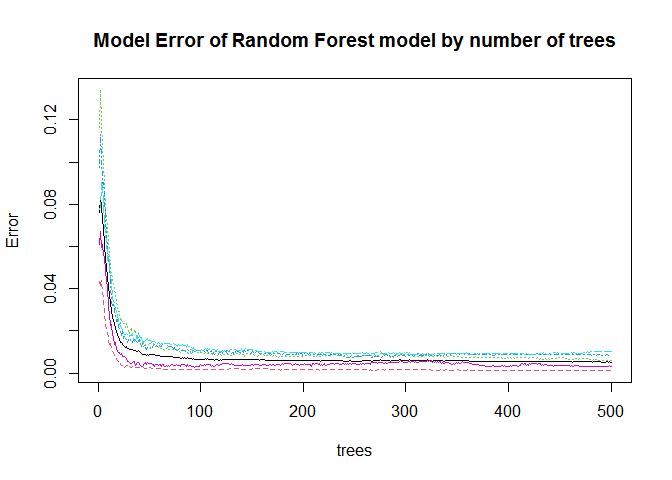 Model Error of Random Forest model by number of trees
Error
0.12
0.08
0.04
0.00
0 100 200 300 400 500
trees